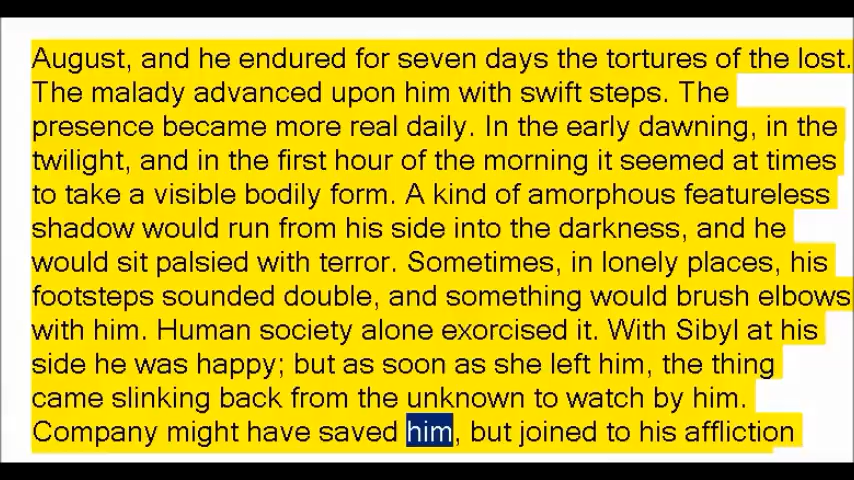 August, and he endured for seven days the tortures of the lost.
The malady advanced upon him with swift steps. The
presence became more real daily. In the early dawning, in the
twilight, and in the first hour of the morning it seemed at times
to take a visible bodily form. A kind of amorphous featureless
shadow would run from his side into the darkness, and he
would sit palsied with terror. Sometimes, in lonely places, his
footsteps sounded double, and something would brush elbows
with him. Human society alone exorcised it. With Sibyl at his
side he was happy; but as soon as she left him, the thing
came slinking back from the unknown to watch by him.
Company might have saved him, but joined to his affliction